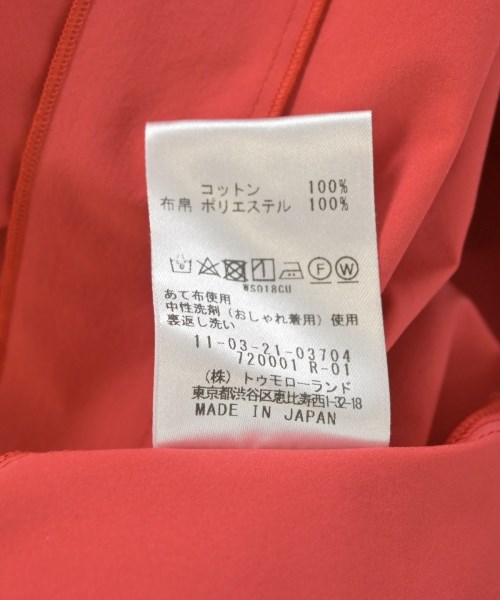 コットン 100%
布帛 ポリエステル 100%
WS018CU
あて布使用
中性洗剤(おしゃれ着用)使用
裏返し洗い
11-03-21-03704
720001 R-01
(株) トゥモローランド
東京都渋谷区恵比寿西1-32-18
MADE IN JAPAN